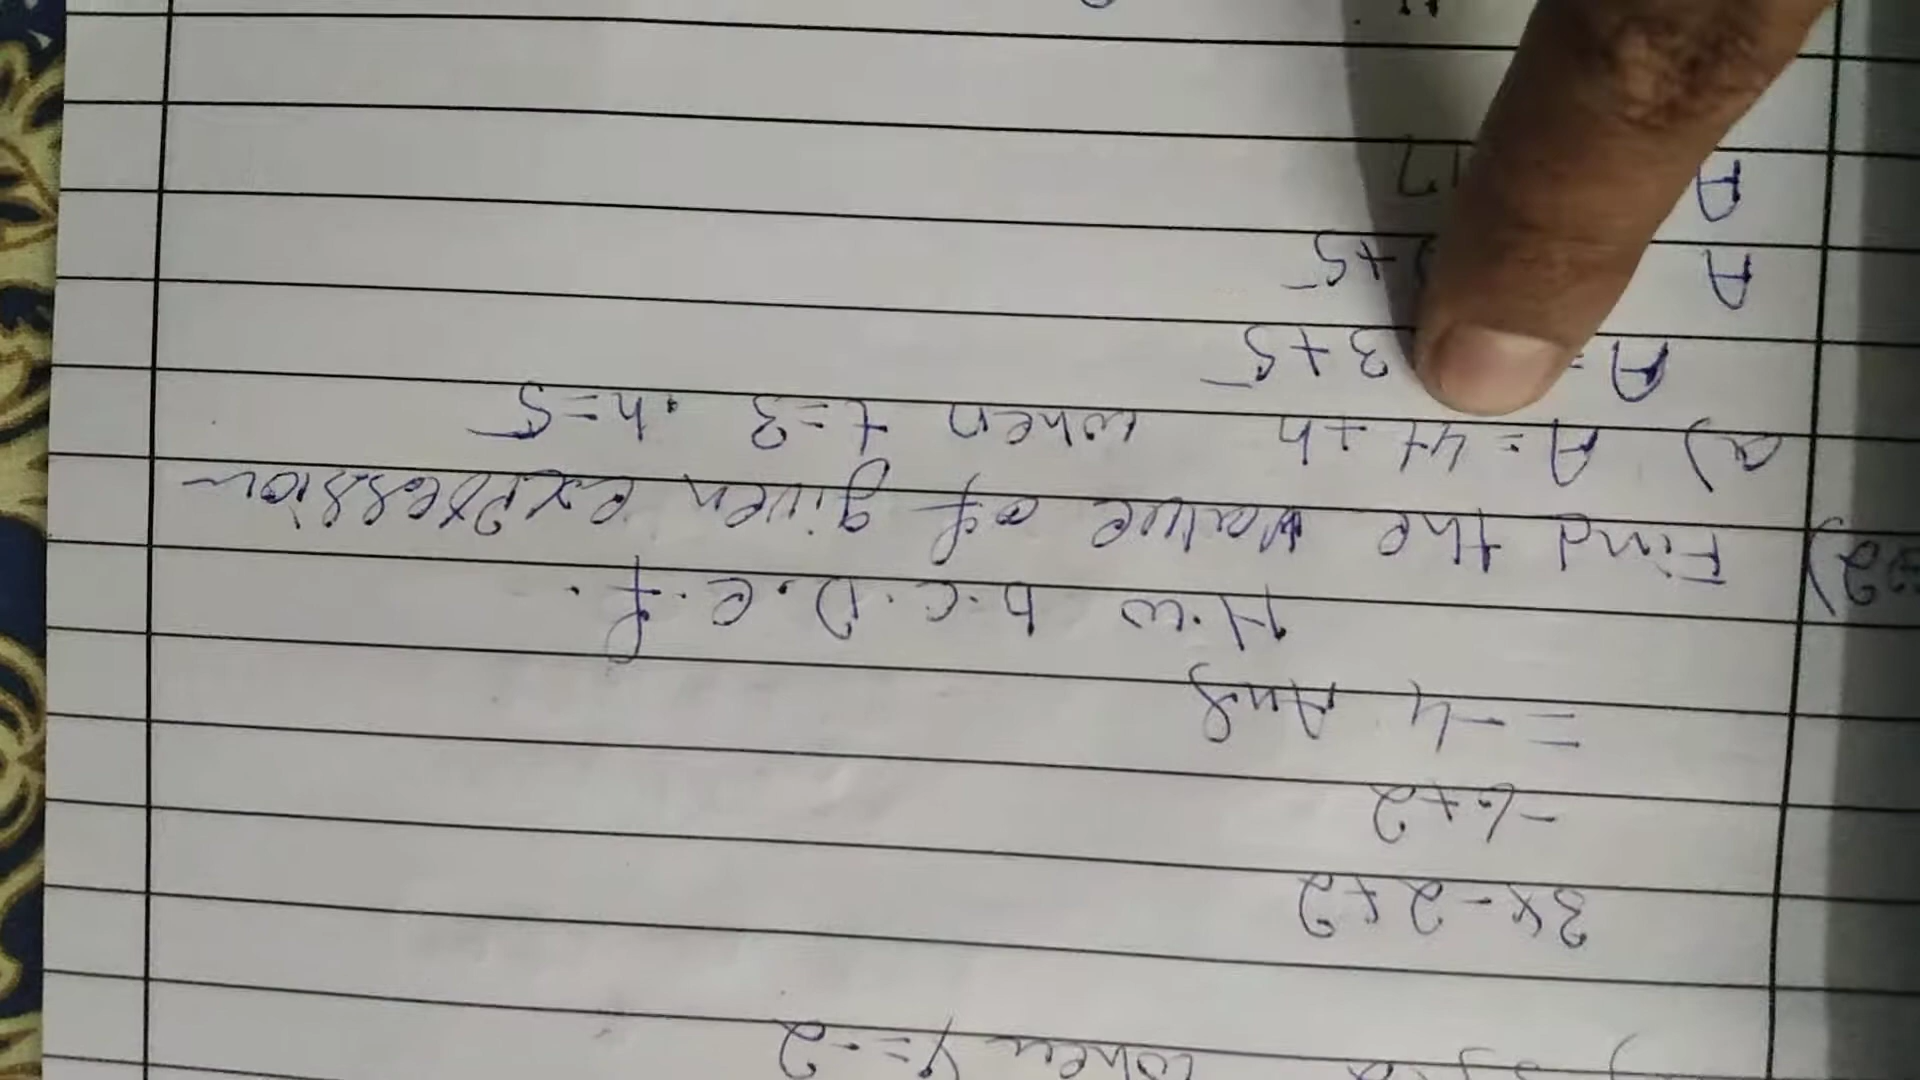 when y=-2
3x-2+2
-6+2
=-4 Ans
H.w b.c.D.e.f.
Q2) Find the value of given expression
a) A=4t+h when t=3, h=5
A= 3+5
A +5
A 17